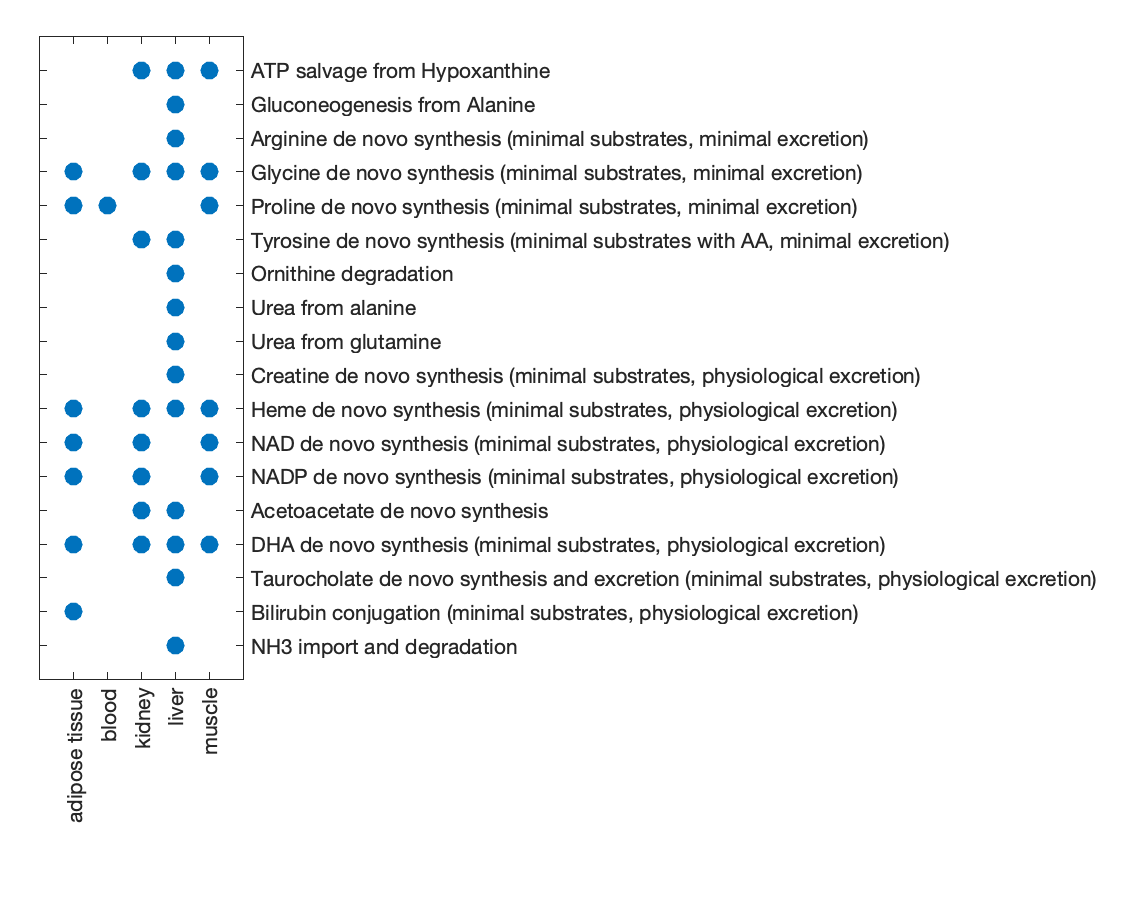 ATP salvage from Hypoxanthine
Gluconeogenesis from Alanine
Arginine de novo synthesis (minimal substrates, minimal excretion)
Glycine de novo synthesis (minimal substrates, minimal excretion)
Proline de novo synthesis (minimal substrates, minimal excretion)
Tyrosine de novo synthesis (minimal substrates with AA, minimal excretion)
Ornithine degradation
Urea from alanine
Urea from glutamine
Creatine de novo synthesis (minimal substrates, physiological excretion)
Heme de novo synthesis (minimal substrates, physiological excretion)
NAD de novo synthesis (minimal substrates, physiological excretion)
NADP de novo synthesis (minimal substrates, physiological excretion)
Acetoacetate de novo synthesis
DHA de novo synthesis (minimal substrates, physiological excretion)
Taurocholate de novo synthesis and excretion (minimal substrates, physiological excretion)
Bilirubin conjugation (minimal substrates, physiological excretion)
NH3 import and degradation
adipose tissue
blood
kidney
liver
muscle